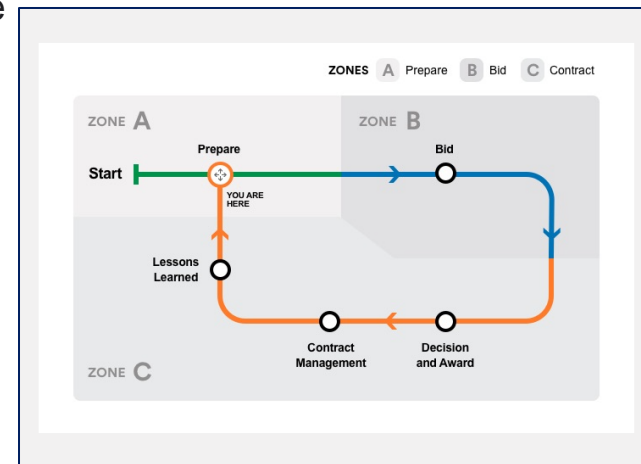 e
ZONES A Prepare B Bid C Contract
ZONE A
ZONE B
Prepare
Bid
Start
YOU ARE
HERE
Lessons
Learned
Contract
Management
Decision
and Award
ZONE C